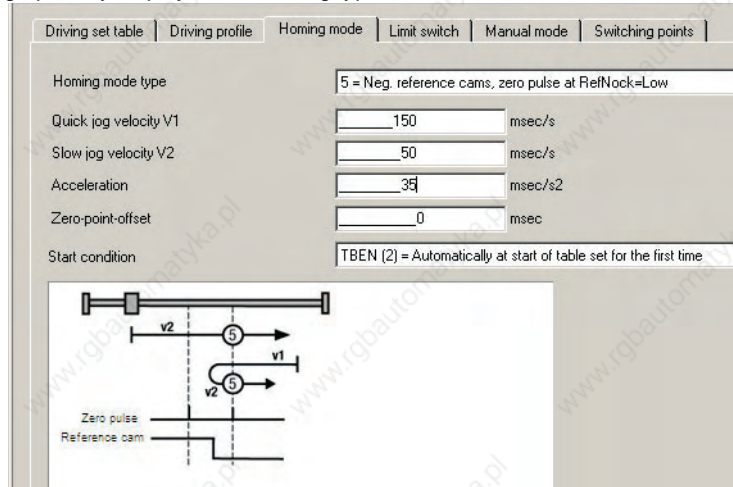 Driving set table Driving profile Homing mode Limit switch Manual mode Switching points
Homing mode type 5 = Neg. reference cams, zero pulse at RefNock=Low
Quick jog velocity V1 150 msec/s
Slow jog velocity V2 50 msec/s
Acceleration 35 msec/s2
Zero-point-offset 0 msec
Start condition TBEN (2) = Automatically at start of table set for the first time
v2 5
v1
v2 5
Zero pulse
Reference cam
www.rgbautomatyka.pl